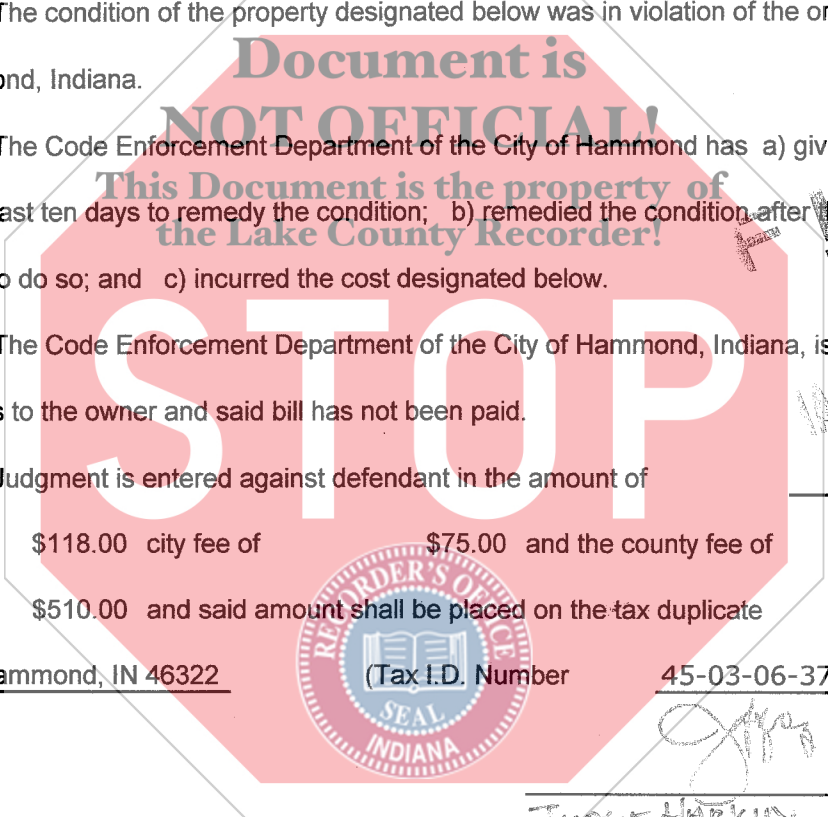 The condition of the property designated below was in violation of the or
Document is
ond, Indiana.
NOT OFFICIAL!
The Code Enforcement Department of the City of Hammond has a) giv
This Document is the property of
ast ten days to remedy the condition; b) remedied the condition after
the Lake County Recorder!
o do so; and c) incurred the cost designated below.
The Code Enforcement Department of the City of Hammond, Indiana, is
STOP
s to the owner and said bill has not been paid.
Judgment is entered against defendant in the amount of
$118.00 city fee of $75.00 and the county fee of
$510.00 and said amount shall be placed on the tax duplicate
RECORDER'S OFFICE
ammond, IN 46322 (Tax I.D. Number 45-03-06-37
SEAL
INDIANA